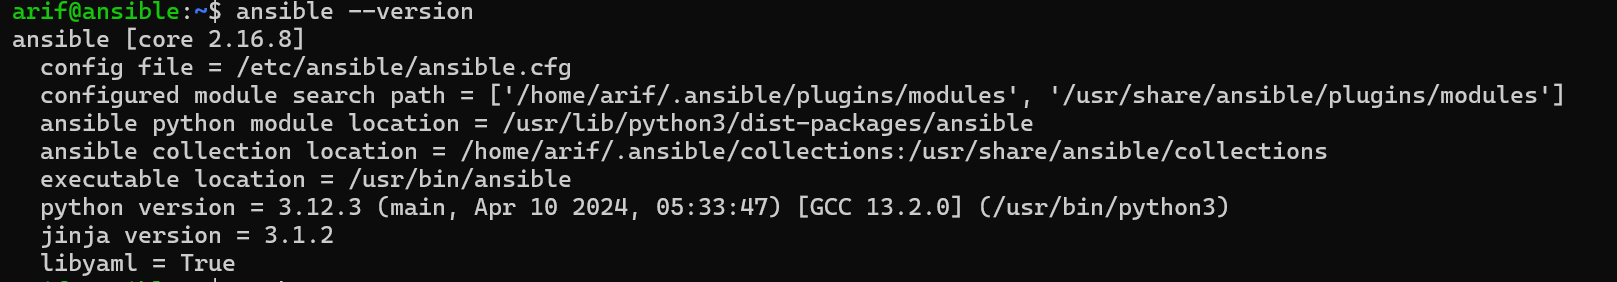 arif@ansible:~$ ansible --version
ansible [core 2.16.8]
  config file = /etc/ansible/ansible.cfg
  configured module search path = ['/home/arif/.ansible/plugins/modules', '/usr/share/ansible/plugins/modules']
  ansible python module location = /usr/lib/python3/dist-packages/ansible
  ansible collection location = /home/arif/.ansible/collections:/usr/share/ansible/collections
  executable location = /usr/bin/ansible
  python version = 3.12.3 (main, Apr 10 2024, 05:33:47) [GCC 13.2.0] (/usr/bin/python3)
  jinja version = 3.1.2
  libyaml = True